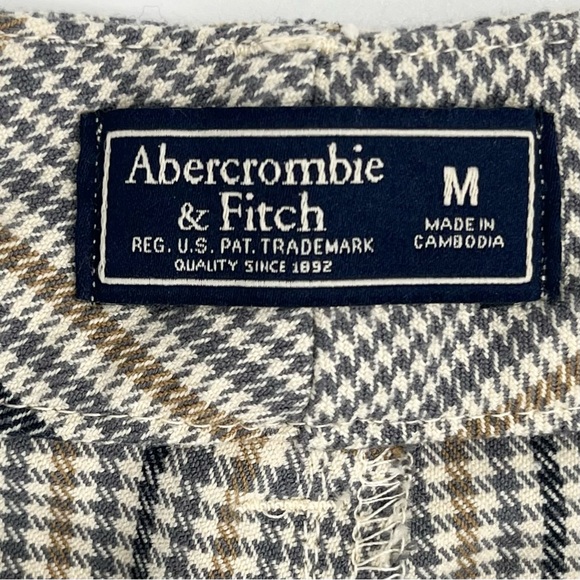 Abercrombie
& Fitch
REG. U.S. PAT. TRADEMARK
QUALITY SINCE 1892
M
MADE IN
CAMBODIA